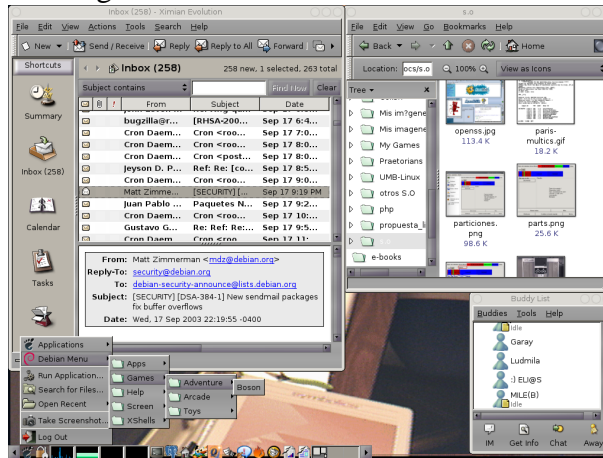 Inbox (258) - Ximian Evolution
File Edit View Actions Tools Search Help
New Send / Receive Reply Reply to All Forward
Shortcuts
Inbox (258) 258 new, 1 selected, 263 total
Subject contains Find Now Clear
! From Subject Date
Summary
Inbox (258)
Calendar
Tasks
bugzilla@r... [RHSA-200... Sep 17 6:4...
Cron Daem... Cron <roo... Sep 17 7:0...
Cron Daem... Cron <roo... Sep 17 8:0...
Cron Daem... Cron <post... Sep 17 8:0...
Jeyson D. P... Ref: Re: [co... Sep 17 8:5...
Cron Daem... Cron <roo... Sep 17 9:0...
Matt Zimme... [SECURITY] [... Sep 17 9:19 PM
Juan Pablo ... Paquetes N... Sep 17 9:2...
Cron Daem... Cron <roo... Sep 17 10:...
Gustavo G... Re: Ref: Re:... Sep 17 9:5...
Cron Daem... Cron <roo... Sep 17 11:...
From: Matt Zimmerman <mdz@debian.org>
Reply-To: security@debian.org
To: debian-security-announce@lists.debian.org
Subject: [SECURITY] [DSA-384-1] New sendmail packages
fix buffer overflows
Date: Wed, 17 Sep 2003 22:19:55 -0400
s.o
File Edit View Go Bookmarks Help
Back Home
Location: ocs/s.o 100% View as Icons
Tree
Mis im?gene
Mis imagene
My Games
Praetorians
UMB-Linux
otros S.O
php
propuesta_li
s.o
e-books
openss.jpg
113.4 K
paris-
multics.gif
18.2 K
particiones.
png
98.6 K
parts.png
25.6 K
Buddy List
Buddies Tools Help
Idle
Garay
Ludmila
:) ELI@S
MILE(B)
Idle
IM Get Info Chat Away
Applications
Debian Menu
Run Application...
Search for Files...
Open Recent
Take Screenshot...
Log Out
Apps
Games
Help
Screen
XShells
Adventure
Arcade
Toys
Boson